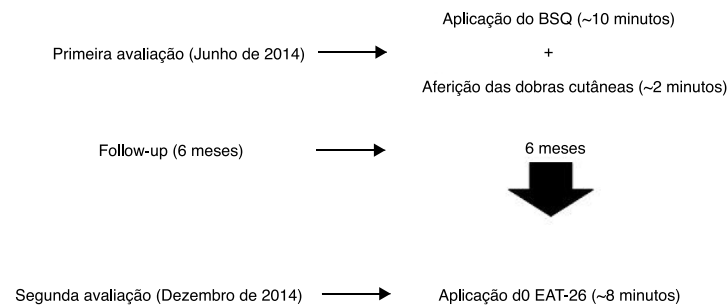 Aplicação do BSQ (~10 minutos)
Primeira avaliação (Junho de 2014)
+
Aferição das dobras cutâneas (~2 minutos)
Follow-up (6 meses)
6 meses
Segunda avaliação (Dezembro de 2014)
Aplicação d0 EAT-26 (~8 minutos)